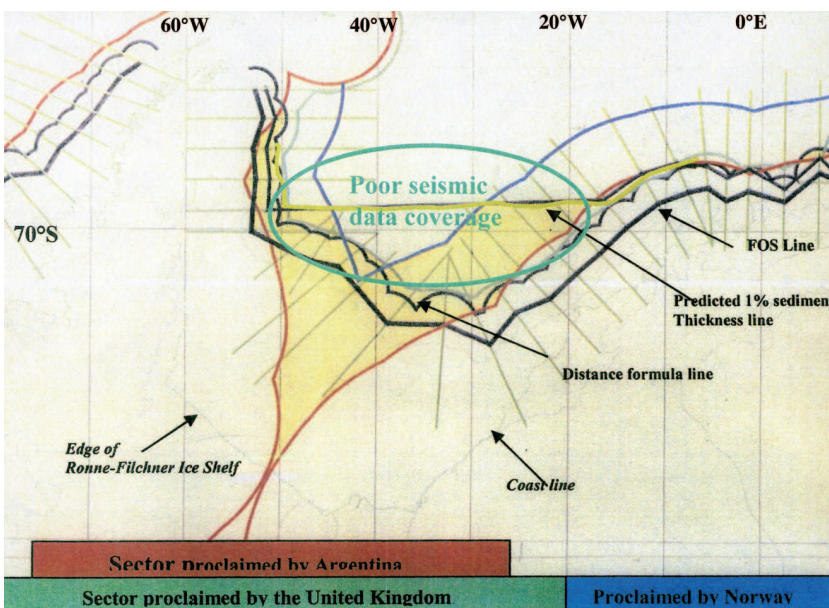 60°W 40°W 20°W 0°E
Poor seismic
data coverage
70°S
FOS Line
Predicted 1% sedimen
Thickness line
Distance formula line
Edge of
Ronne-Filchner Ice Shelf
Coast line
Sector proclaimed by Argentina
Sector proclaimed by the United Kingdom
Proclaimed by Norway